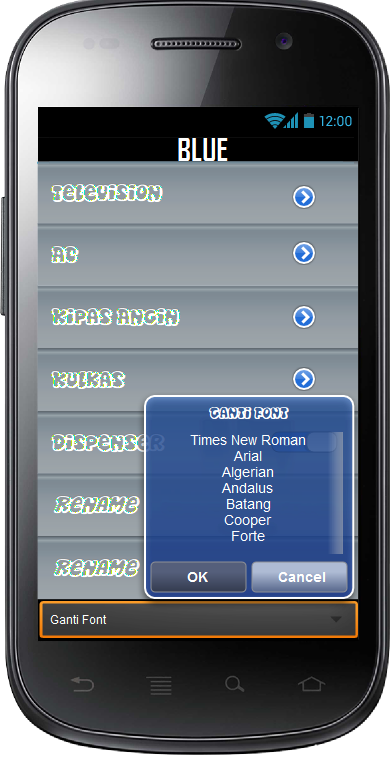 12:00
BLUE
TELEVISION
AC
KIPAS ANGIN
KULKAS
DISPENSER
RENAME
RENAME
GANTI FONT
Times New Roman
Arial
Algerian
Andalus
Batang
Cooper
Forte
OK
Cancel
Ganti Font